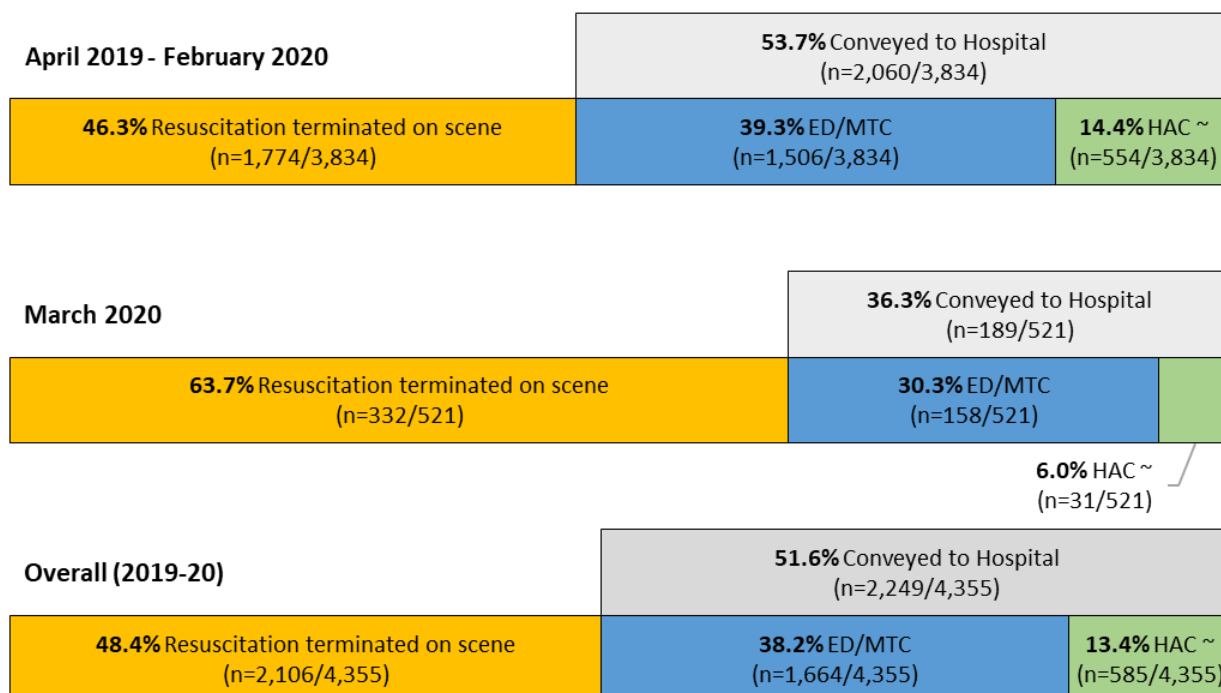 April 2019 - February 2020
53.7% Conveyed to Hospital
(n=2,060/3,834)
46.3% Resuscitation terminated on scene
(n=1,774/3,834)
39.3% ED/MTC
(n=1,506/3,834)
14.4% HAC ~
(n=554/3,834)
March 2020
36.3% Conveyed to Hospital
(n=189/521)
63.7% Resuscitation terminated on scene
(n=332/521)
30.3% ED/MTC
(n=158/521)
6.0% HAC ~
(n=31/521)
Overall (2019-20)
51.6% Conveyed to Hospital
(n=2,249/4,355)
48.4% Resuscitation terminated on scene
(n=2,106/4,355)
38.2% ED/MTC
(n=1,664/4,355)
13.4% HAC ~
(n=585/4,355)